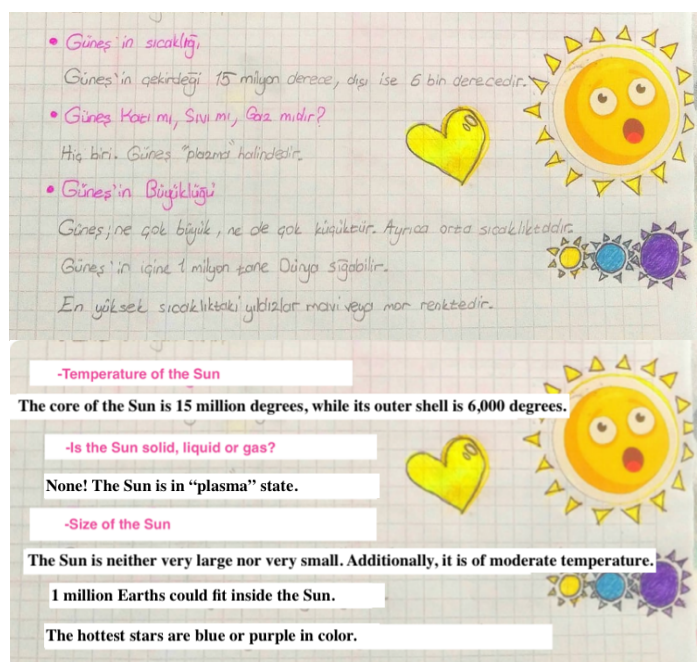 • Güneş'in sıcaklığı,
Güneş'in çekirdeği 15 milyon derece, dışı ise 6 bin derecedir.
• Güneş Katı mı, Sıvı mı, Gaz mıdır?
Hiç biri. Güneş "plazma" halindedir.
• Güneş'in Büyüklüğü
Güneş; ne çok büyük, ne de çok küçüktür. Ayrıca orta sıcaklıktadır.
Güneş'in içine 1 milyon tane Dünya sığabilir.
En yüksek sıcaklıktaki yıldızlar mavi veya mor renktedir.
-Temperature of the Sun
The core of the Sun is 15 million degrees, while its outer shell is 6,000 degrees.
-Is the Sun solid, liquid or gas?
None! The Sun is in “plasma” state.
-Size of the Sun
The Sun is neither very large nor very small. Additionally, it is of moderate temperature.
1 million Earths could fit inside the Sun.
The hottest stars are blue or purple in color.